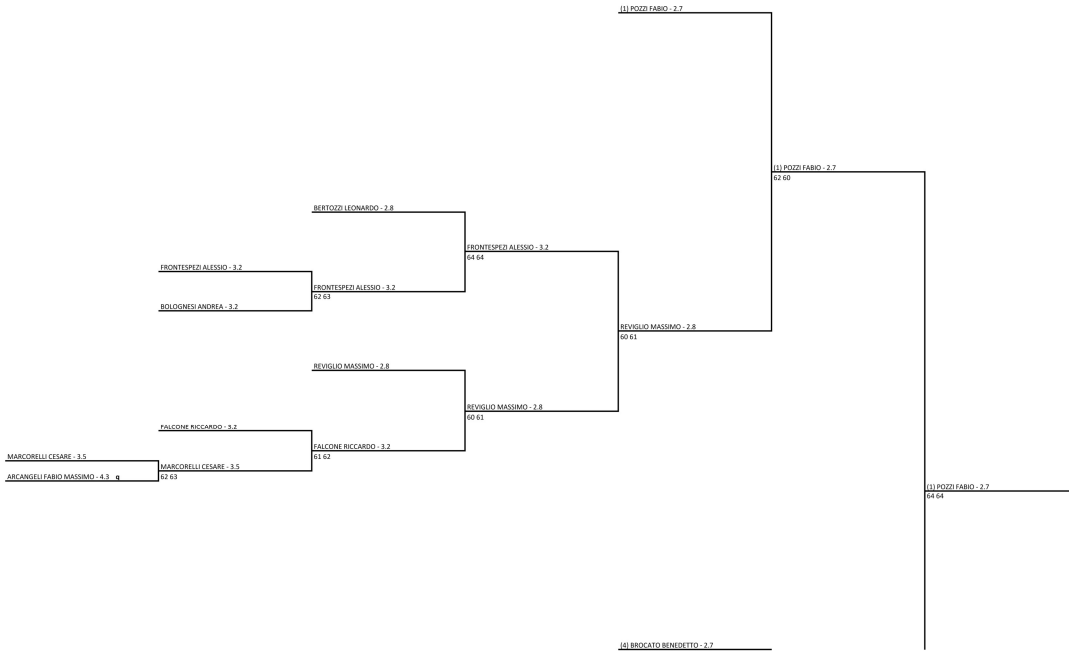 (1) POZZI FABIO - 2.7
(1) POZZI FABIO - 2.7
62 60
BERTOZZI LEONARDO - 2.8
FRONTESPEZI ALESSIO - 3.2
64 64
FRONTESPEZI ALESSIO - 3.2
FRONTESPEZI ALESSIO - 3.2
62 63
BOLOGNESI ANDREA - 3.2
REVIGLIO MASSIMO - 2.8
60 61
REVIGLIO MASSIMO - 2.8
REVIGLIO MASSIMO - 2.8
60 61
FALCONE RICCARDO - 3.2
FALCONE RICCARDO - 3.2
61 62
MARCORELLI CESARE - 3.5
MARCORELLI CESARE - 3.5
62 63
ARCANGELI FABIO MASSIMO - 4.3 q
(1) POZZI FABIO - 2.7
64 64
(4) BROCATO BENEDETTO - 2.7